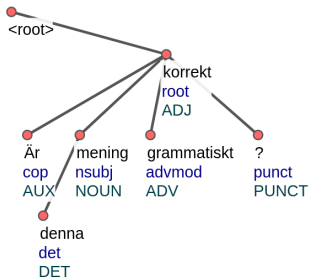 <root>
korrekt
root
ADJ
Är
cop
AUX
mening
nsubj
NOUN
grammatiskt
advmod
ADV
?
punct
PUNCT
denna
det
DET